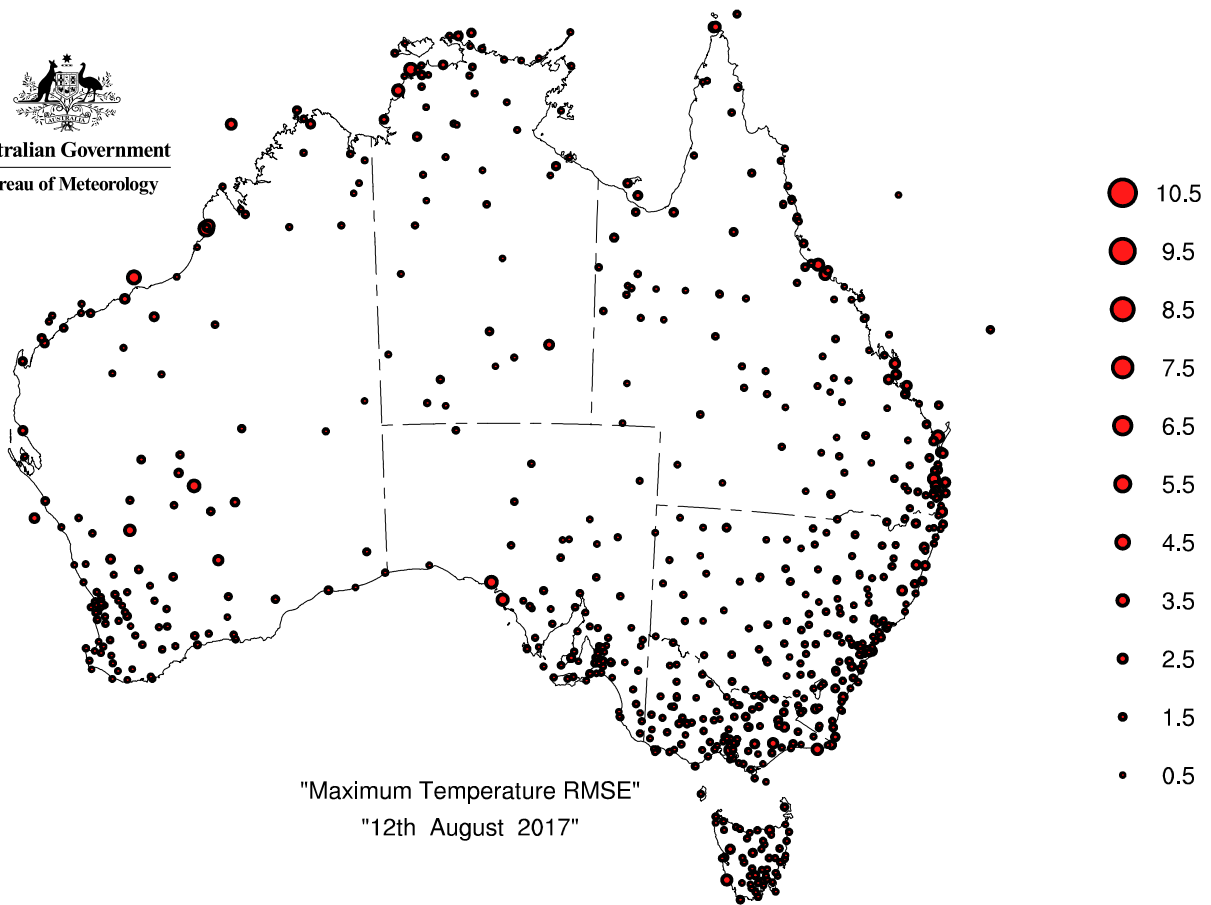 AUSTRALIA
tralian Government
reau of Meteorology
10.5
9.5
8.5
7.5
6.5
5.5
4.5
3.5
2.5
1.5
0.5
"Maximum Temperature RMSE"
"12th August 2017"